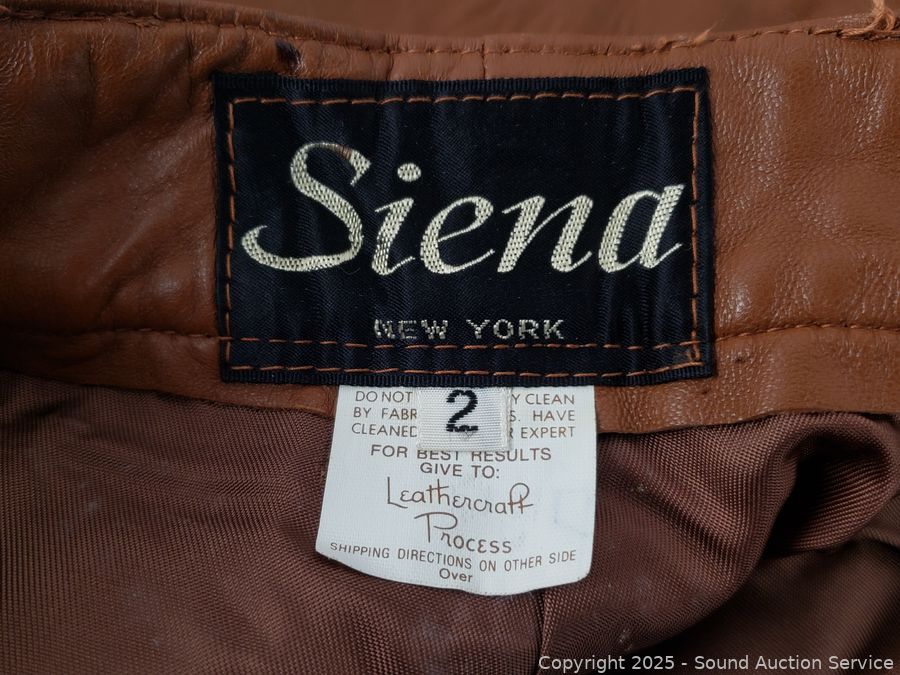 Siena
NEW YORK
2
DO NOT Y CLEAN
BY FABR S. HAVE
CLEANED R EXPERT
FOR BEST RESULTS
GIVE TO:
Leathercraft
Process
SHIPPING DIRECTIONS ON OTHER SIDE
Over
Copyright 2025 - Sound Auction Service